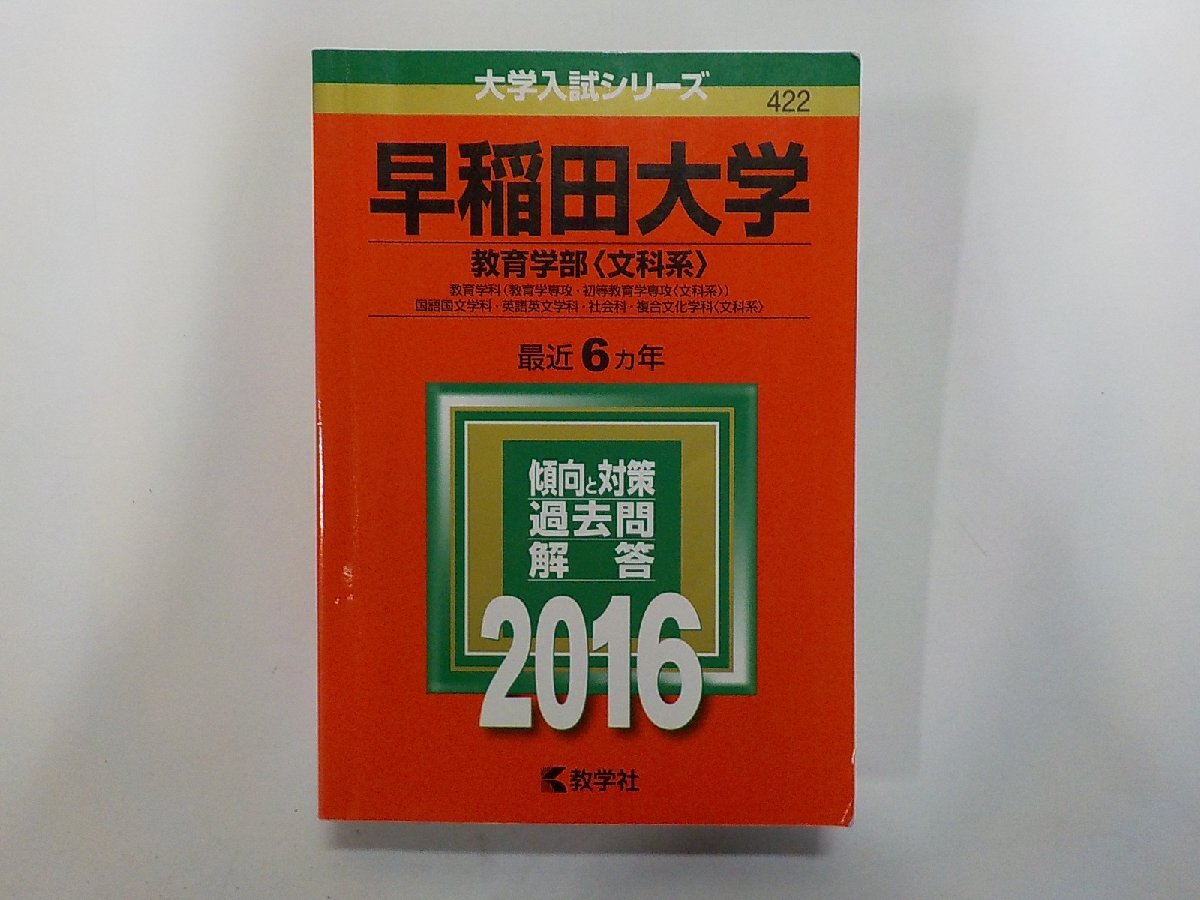 大学入試シリーズ
422
早稲田大学
教育学部〈文科系〉
教育学科(教育学専攻・初等教育学専攻〈文科系〉)
国語国文学科・英語英文学科・社会科・複合文化学科〈文科系〉
最近6カ年
傾向と対策
過去問
解答
2016
教学社